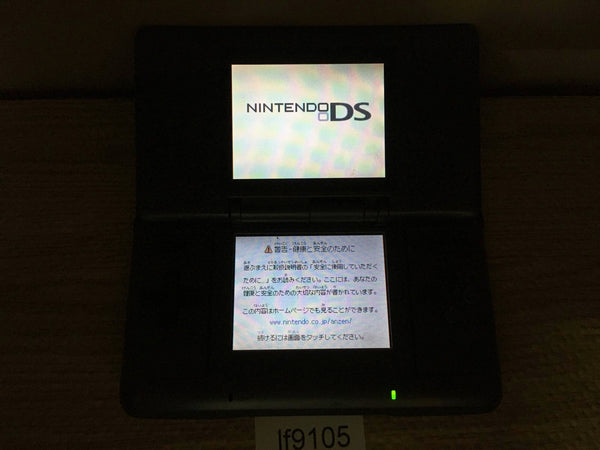 NINTENDO DS
⚠警告-健康と安全のために
遊ぶまえに取扱説明書の「安全に使用していただく
ために...」をお読みください。ここには、あなたの
健康と安全のための大切な内容が書かれています。
この内容はホームページでも見ることができます。
www.nintendo.co.jp/anzen/
続けるには画面をタッチしてください。
lf9105